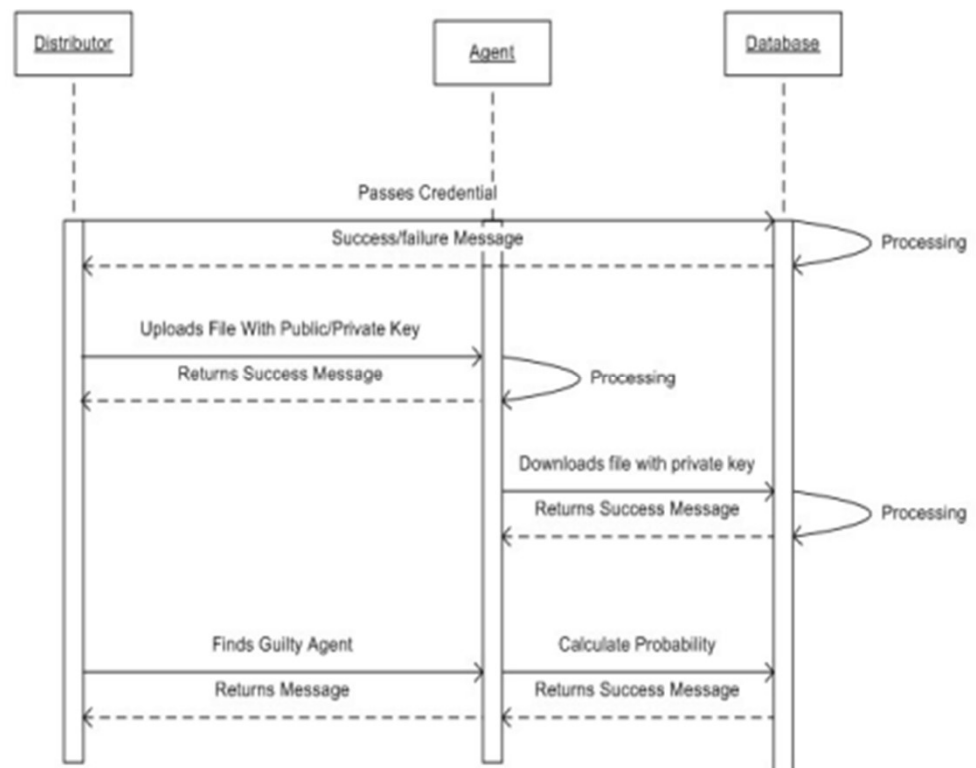 Distributor
Agent
Database
Passes Credential
Success/failure Message
Processing
Uploads File With Public/Private Key
Returns Success Message
Processing
Downloads file with private key
Returns Success Message
Processing
Finds Guilty Agent
Calculate Probability
Returns Message
Returns Success Message